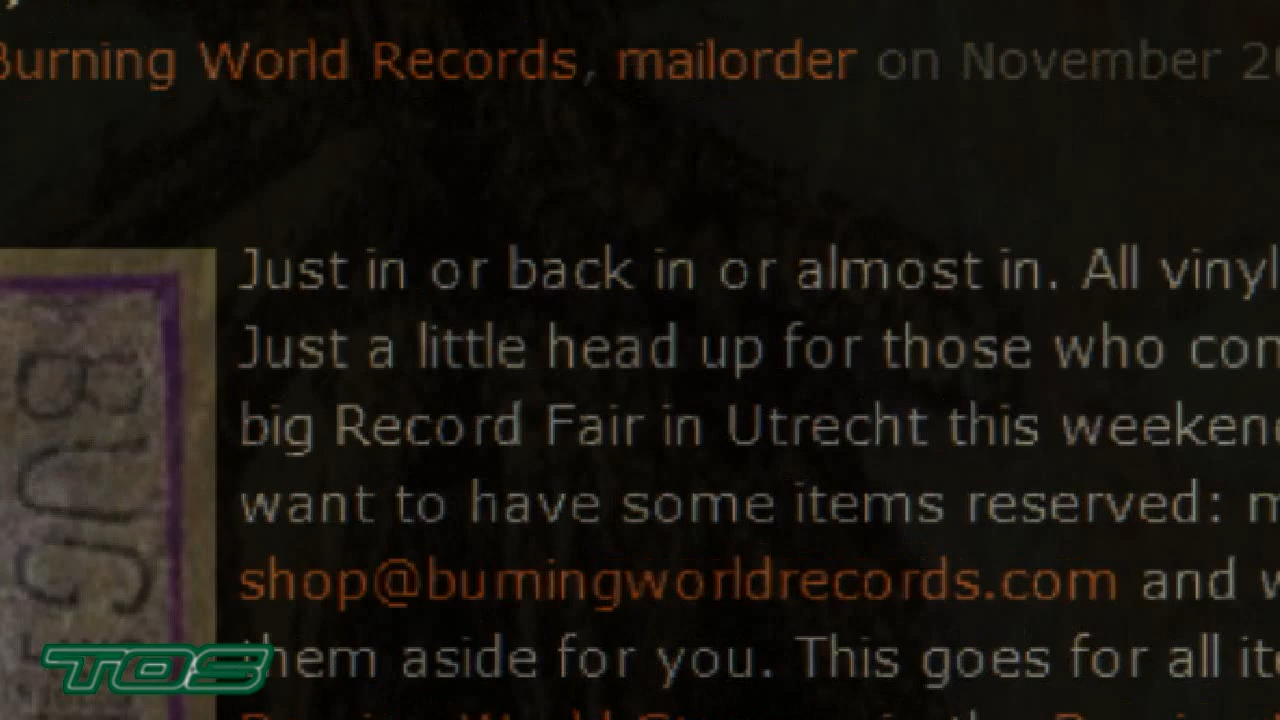 Burning World Records, mailorder on November
Just in or back in or almost in. All vinyl
Just a little head up for those who
big Record Fair in Utrecht this
want to have some items reserved:
shop@burningworldrecords.com and
them aside for you. This goes for all
TOS